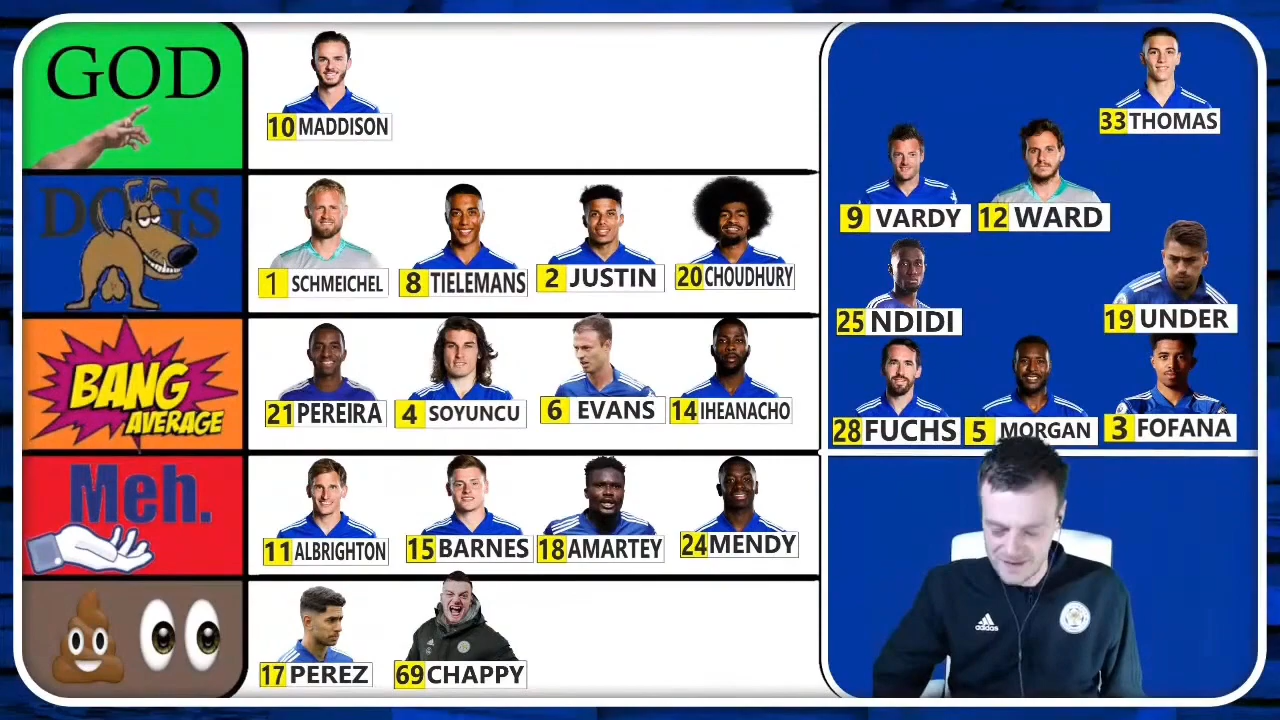 GOD
10 MADDISON
DOGS
1 SCHMEICHEL
8 TIELEMANS
2 JUSTIN
20 CHOUDHURY
BANG
AVERAGE
21 PEREIRA
4 SOYUNCU
6 EVANS
14 IHEANACHO
Meh.
11 ALBRIGHTON
15 BARNES
18 AMARTEY
24 MENDY
17 PEREZ
69 CHAPPY
33 THOMAS
9 VARDY
12 WARD
25 NDIDI
19 UNDER
28 FUCHS
5 MORGAN
3 FOFANA
adidas